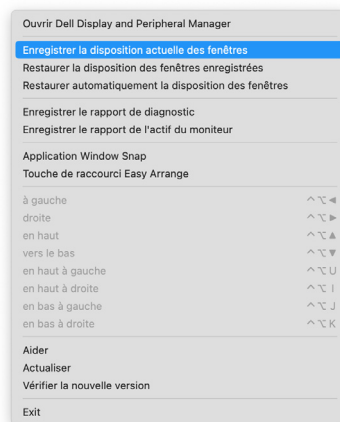 Ouvrir Dell Display and Peripheral Manager
Enregistrer la disposition actuelle des fenêtres
Restaurer la disposition des fenêtres enregistrées
Restaurer automatiquement la disposition des fenêtres
Enregistrer le rapport de diagnostic
Enregistrer le rapport de l'actif du moniteur
Application Window Snap
Touche de raccourci Easy Arrange
à gauche ^⌥◀
droite ^⌥▶
en haut ^⌥▲
vers le bas ^⌥▼
en haut à gauche ^⌥U
en haut à droite ^⌥I
en bas à gauche ^⌥J
en bas à droite ^⌥K
Aider
Actualiser
Vérifier la nouvelle version
Exit